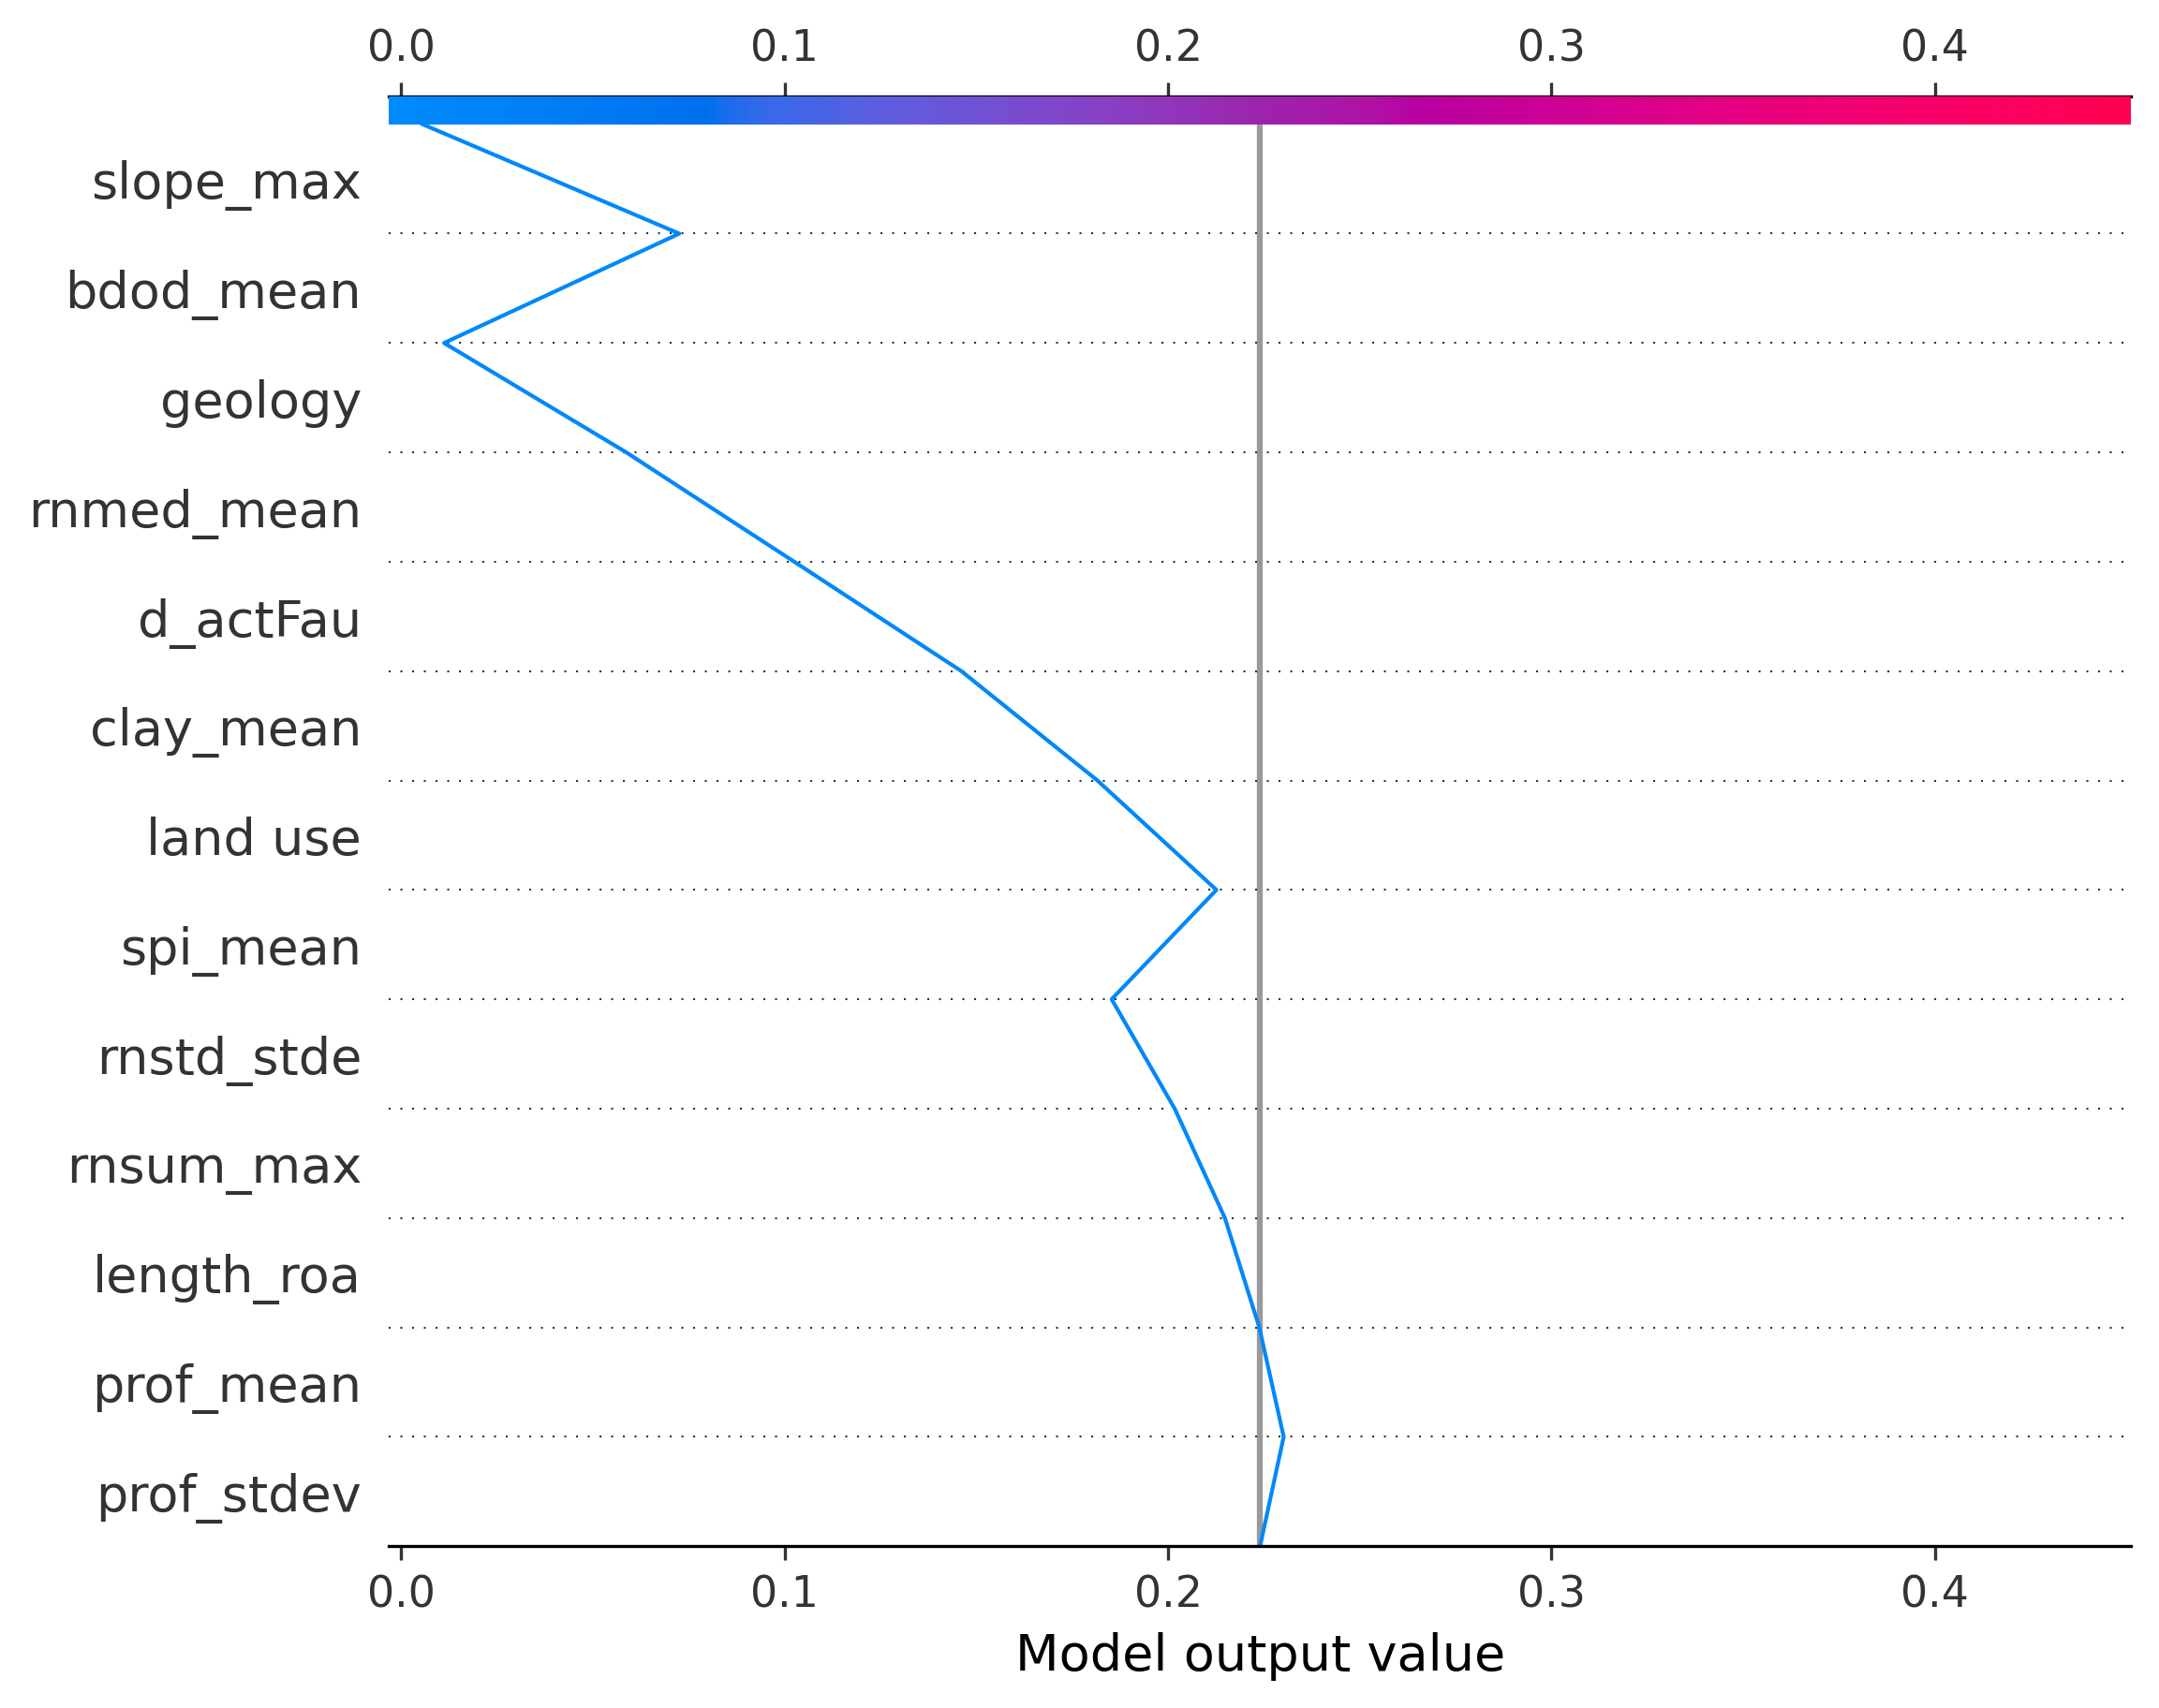 0.0 0.1 0.2 0.3 0.4
slope_max
bdod_mean
geology
rnmed_mean
d_actFau
clay_mean
land use
spi_mean
rnstd_stde
rnsum_max
length_roa
prof_mean
prof_stdev
0.0 0.1 0.2 0.3 0.4
Model output value